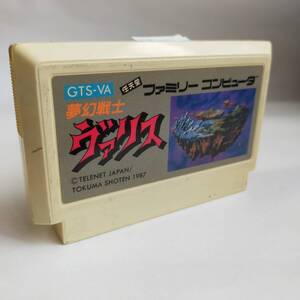 GTS-VA
任天堂 ファミリー コンピュータ
夢幻戦士
ヴァリス
©TELENET JAPAN/
TOKUMA SHOTEN 1987